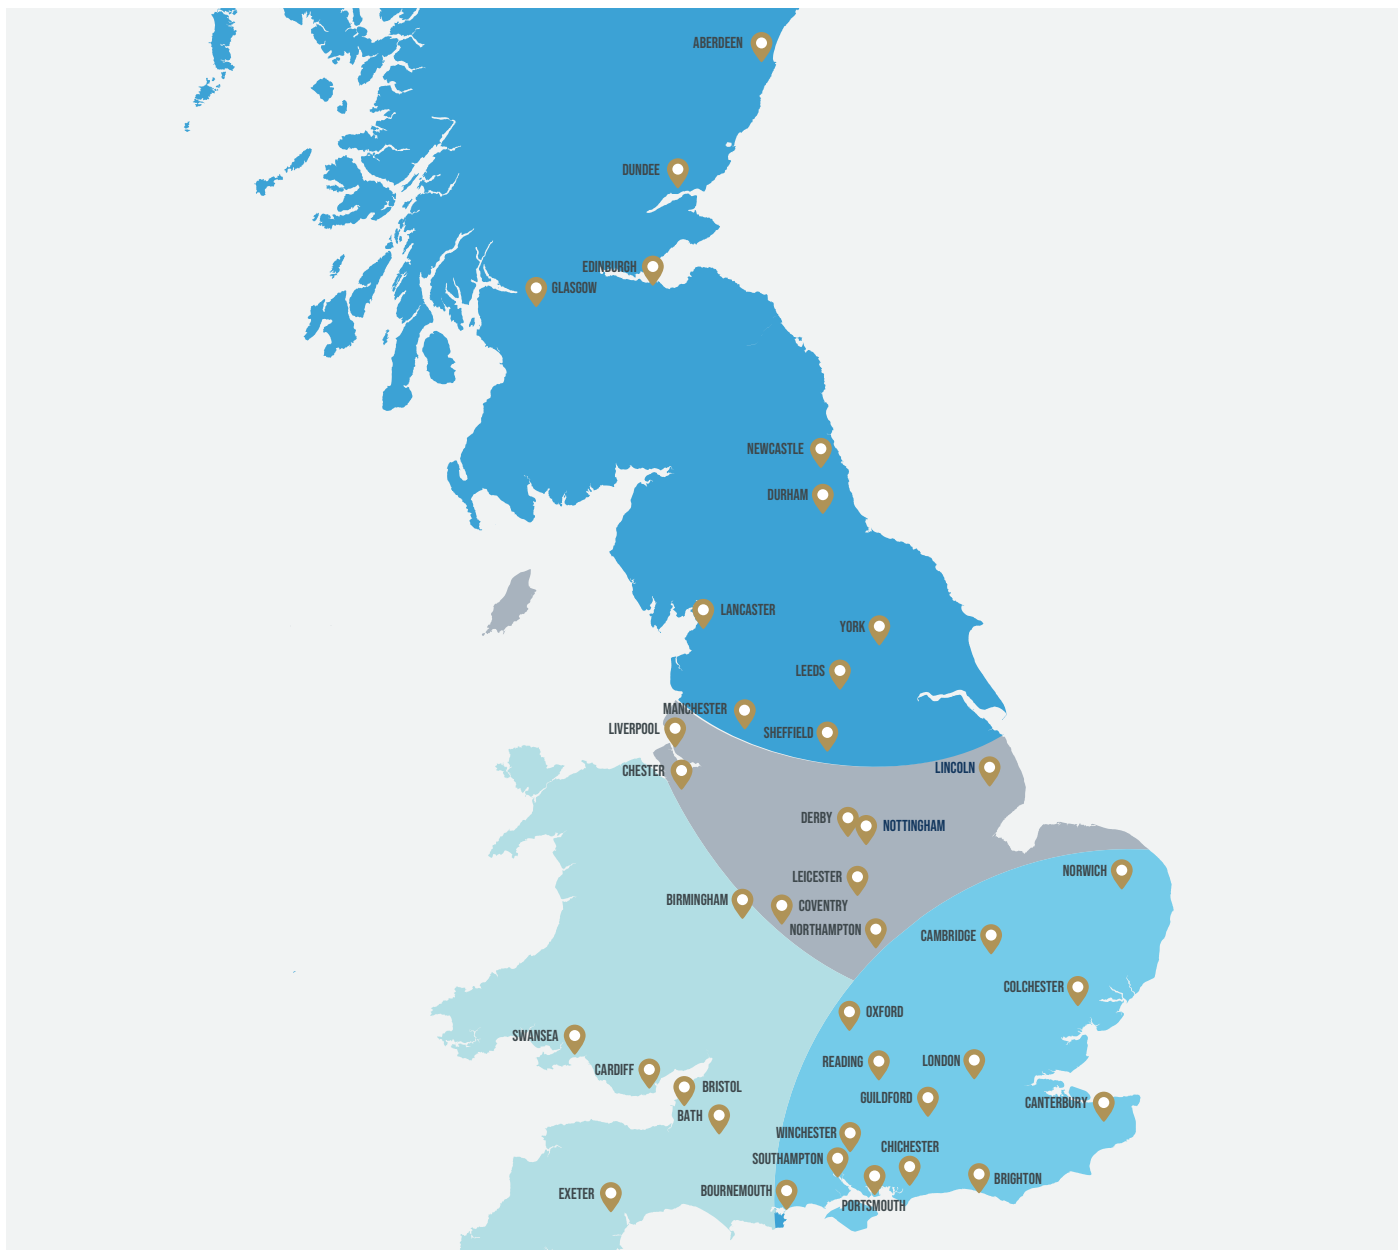 ABERDEEN
DUNDEE
EDINBURGH
GLASGOW
NEWCASTLE
DURHAM
LANCASTER
YORK
LEEDS
MANCHESTER
LIVERPOOL
SHEFFIELD
LINCOLN
CHESTER
DERBY
NOTTINGHAM
NORWICH
LEICESTER
BIRMINGHAM
COVENTRY
NORTHAMPTON
CAMBRIDGE
COLCHESTER
OXFORD
SWANSEA
READING
LONDON
CARDIFF
BRISTOL
GUILDFORD
CANTERBURY
BATH
WINCHESTER
CHICHESTER
SOUTHAMPTON
BRIGHTON
BOURNEMOUTH
EXETER
PORTSMOUTH